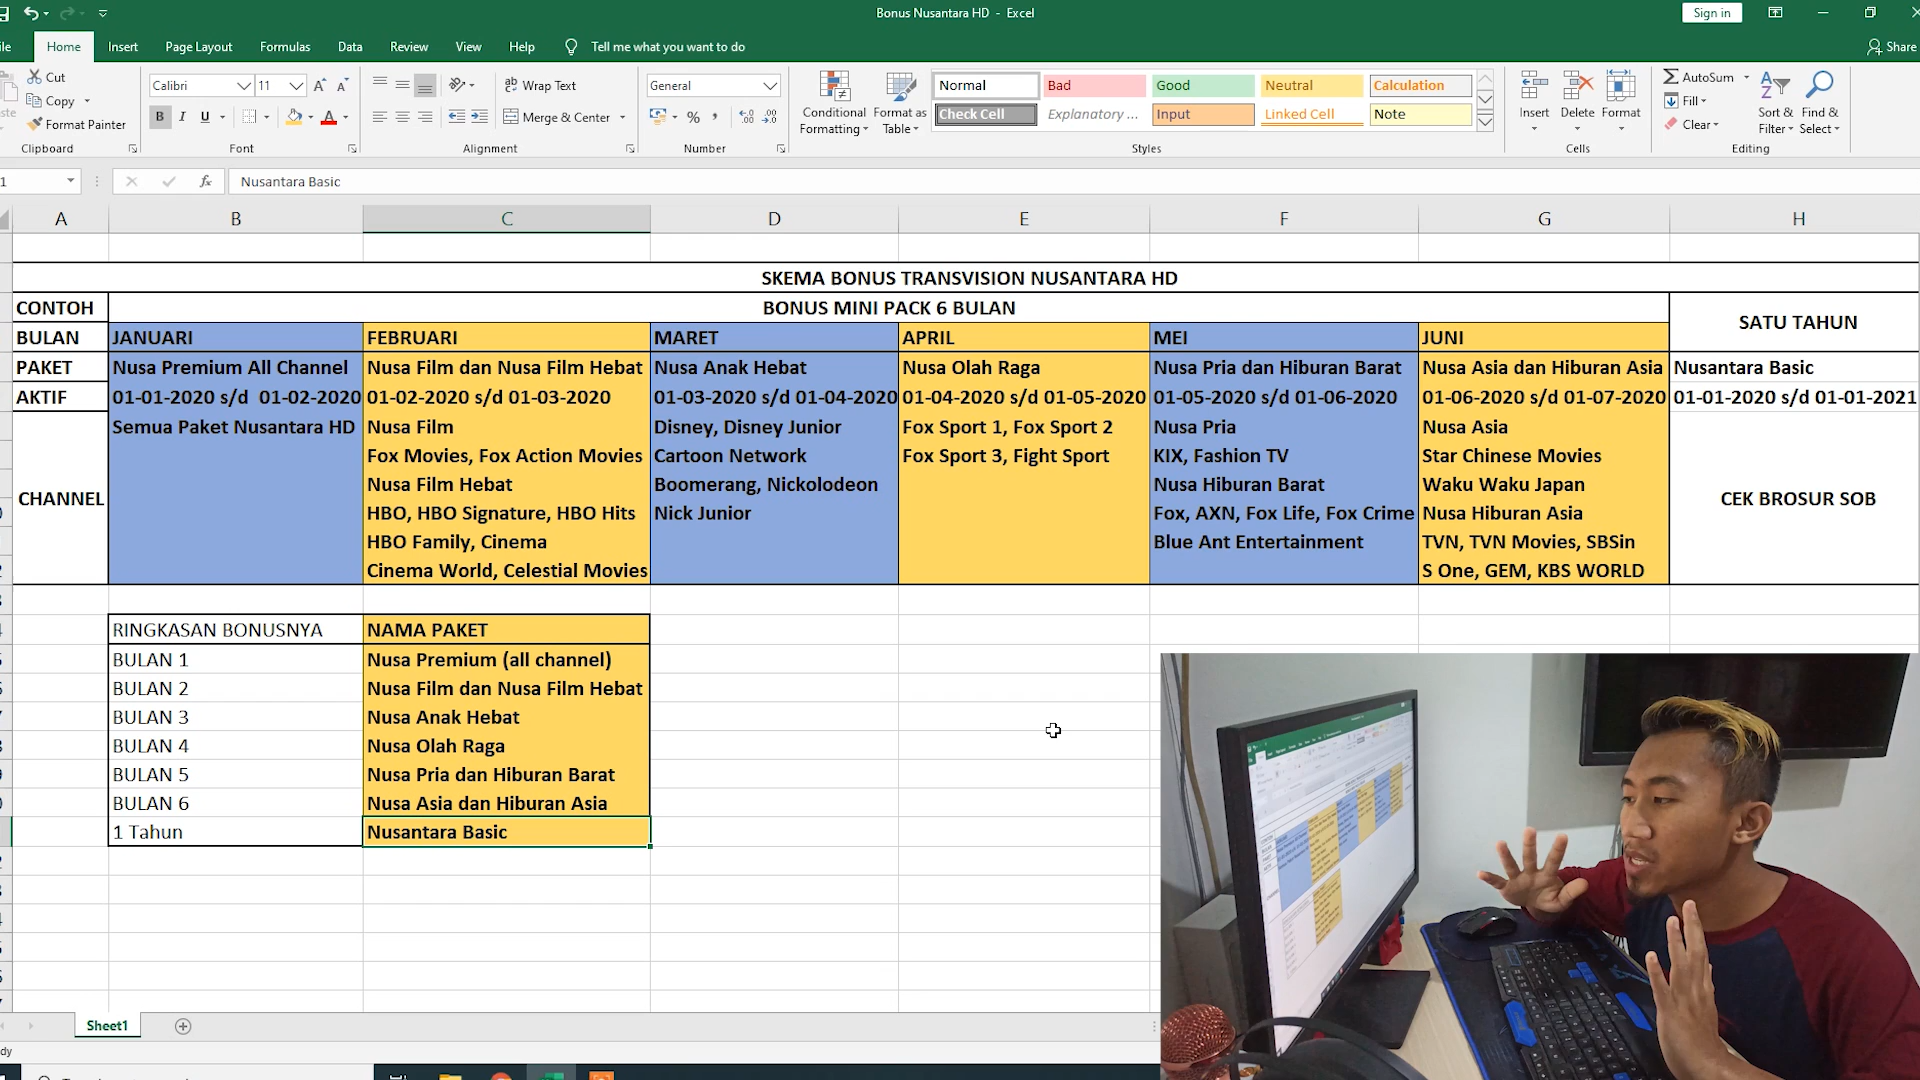 Bonus Nusantara HD - Excel
Sign in
Home
Insert
Page Layout
Formulas
Data
Review
View
Help
Tell me what you want to do
Share
Cut
Copy
Format Painter
Clipboard
Calibri
11
B I U
Font
Wrap Text
Merge & Center
Alignment
General
Number
Conditional Formatting
Format as Table
Normal
Bad
Good
Neutral
Calculation
Check Cell
Explanatory ...
Input
Linked Cell
Note
Styles
Insert
Delete
Format
Cells
AutoSum
Fill
Clear
Sort & Filter
Find & Select
Editing
fx
Nusantara Basic
A B C D E F G H
SKEMA BONUS TRANSVISION NUSANTARA HD
CONTOH
BONUS MINI PACK 6 BULAN
SATU TAHUN
BULAN
JANUARI
FEBRUARI
MARET
APRIL
MEI
JUNI
PAKET
Nusa Premium All Channel
Nusa Film dan Nusa Film Hebat
Nusa Anak Hebat
Nusa Olah Raga
Nusa Pria dan Hiburan Barat
Nusa Asia dan Hiburan Asia
Nusantara Basic
AKTIF
01-01-2020 s/d 01-02-2020
01-02-2020 s/d 01-03-2020
01-03-2020 s/d 01-04-2020
01-04-2020 s/d 01-05-2020
01-05-2020 s/d 01-06-2020
01-06-2020 s/d 01-07-2020
01-01-2020 s/d 01-01-2021
CHANNEL
Semua Paket Nusantara HD
Nusa Film
Fox Movies, Fox Action Movies
Nusa Film Hebat
HBO, HBO Signature, HBO Hits
HBO Family, Cinema
Cinema World, Celestial Movies
Disney, Disney Junior
Cartoon Network
Boomerang, Nickolodeon
Nick Junior
Fox Sport 1, Fox Sport 2
Fox Sport 3, Fight Sport
Nusa Pria
KIX, Fashion TV
Nusa Hiburan Barat
Fox, AXN, Fox Life, Fox Crime
Blue Ant Entertainment
Nusa Asia
Star Chinese Movies
Waku Waku Japan
Nusa Hiburan Asia
TVN, TVN Movies, SBSin
S One, GEM, KBS WORLD
CEK BROSUR SOB
RINGKASAN BONUSNYA
NAMA PAKET
BULAN 1
Nusa Premium (all channel)
BULAN 2
Nusa Film dan Nusa Film Hebat
BULAN 3
Nusa Anak Hebat
BULAN 4
Nusa Olah Raga
BULAN 5
Nusa Pria dan Hiburan Barat
BULAN 6
Nusa Asia dan Hiburan Asia
1 Tahun
Nusantara Basic
Sheet1